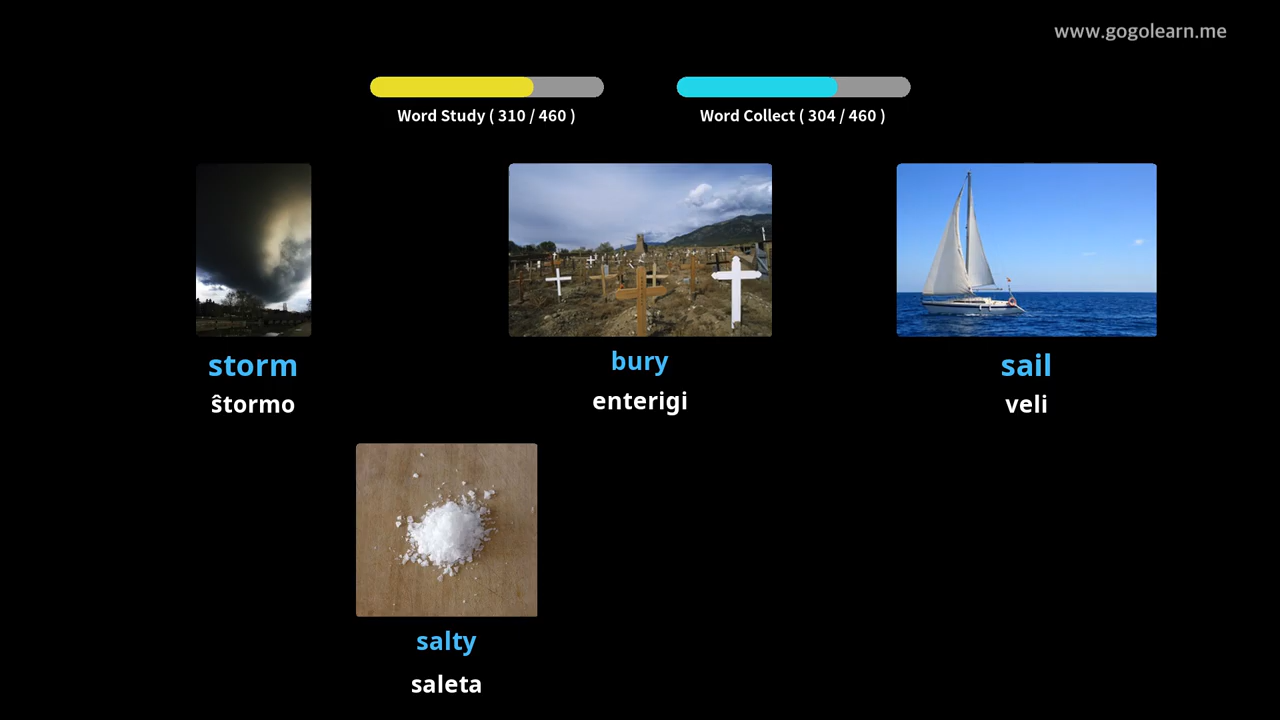 www.gogolearn.me
Word Study ( 310 / 460 )
Word Collect ( 304 / 460 )
storm
ŝtormo
bury
enterigi
sail
veli
salty
saleta